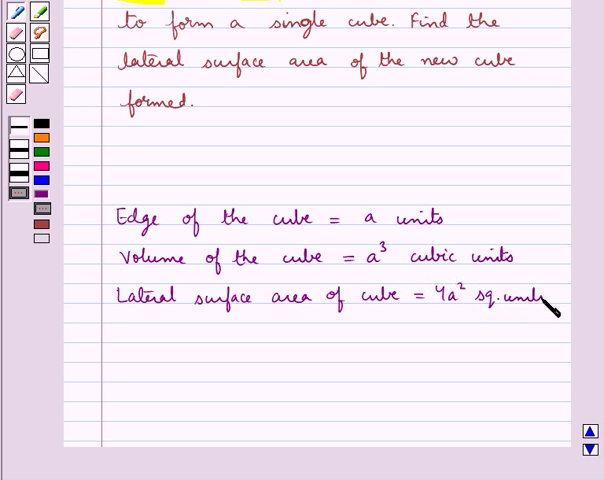 to form a single cube. Find the
lateral surface area of the new cube
formed.
Edge of the cube = a units
Volume of the cube = a³ cubic units
Lateral surface area of cube = 4a² sq. units